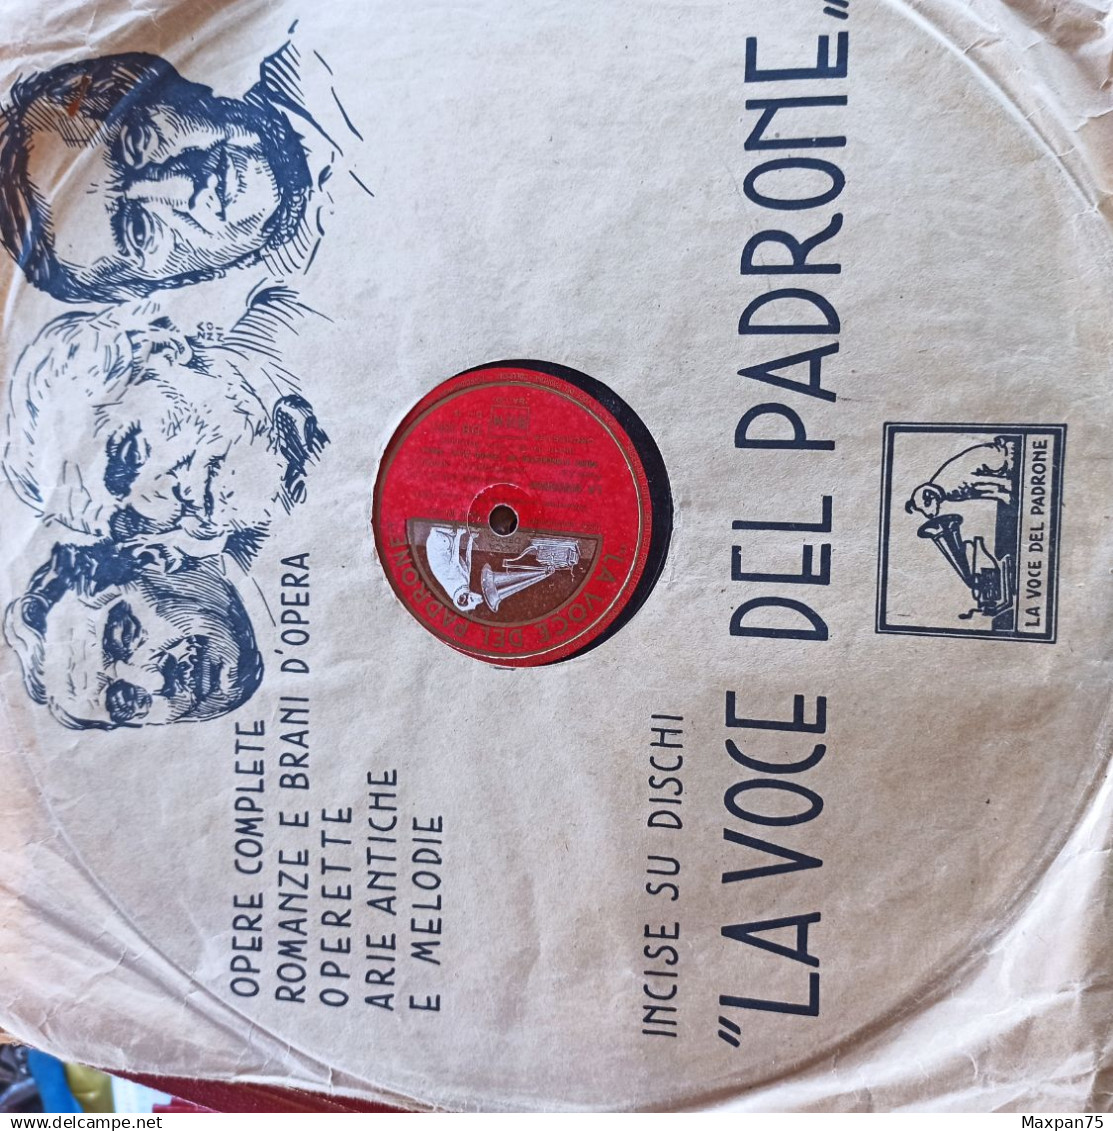 OPERE COMPLETE
ROMANZE E BRANI D'OPERA
OPERETTE
ARIE ANTICHE
E MELODIE
INCISE SU DISCHI
"LA VOCE DEL PADRONE"
LA VOCE DEL PADRONE
"LA VOCE DEL PADRONE
www.delcampe.net
Maxpan75